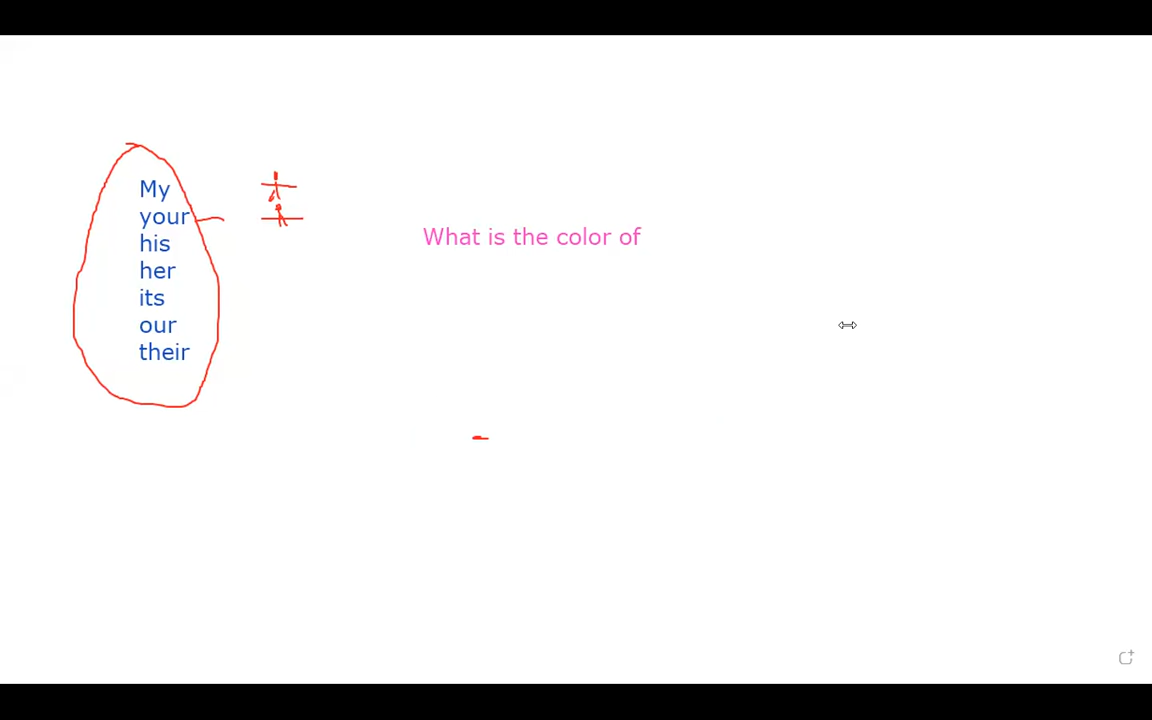 My
your
his
her
its
our
their
What is the color of